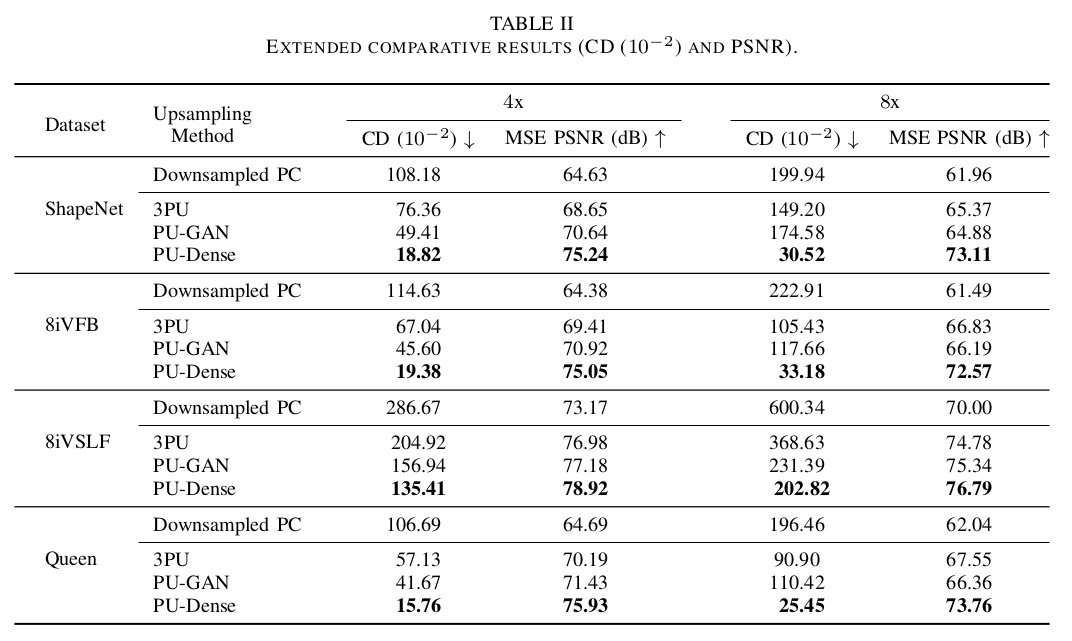 TABLE II
EXTENDED COMPARATIVE RESULTS (CD (10⁻²) AND PSNR).
Dataset Upsampling Method 4x 8x
CD (10⁻²) ↓ MSE PSNR (dB) ↑ CD (10⁻²) ↓ MSE PSNR (dB) ↑
Downsampled PC 108.18 64.63 199.94 61.96
ShapeNet 3PU 76.36 68.65 149.20 65.37
PU-GAN 49.41 70.64 174.58 64.88
PU-Dense 18.82 75.24 30.52 73.11
Downsampled PC 114.63 64.38 222.91 61.49
8iVFB 3PU 67.04 69.41 105.43 66.83
PU-GAN 45.60 70.92 117.66 66.19
PU-Dense 19.38 75.05 33.18 72.57
Downsampled PC 286.67 73.17 600.34 70.00
8iVSLF 3PU 204.92 76.98 368.63 74.78
PU-GAN 156.94 77.18 231.39 75.34
PU-Dense 135.41 78.92 202.82 76.79
Downsampled PC 106.69 64.69 196.46 62.04
Queen 3PU 57.13 70.19 90.90 67.55
PU-GAN 41.67 71.43 110.42 66.36
PU-Dense 15.76 75.93 25.45 73.76